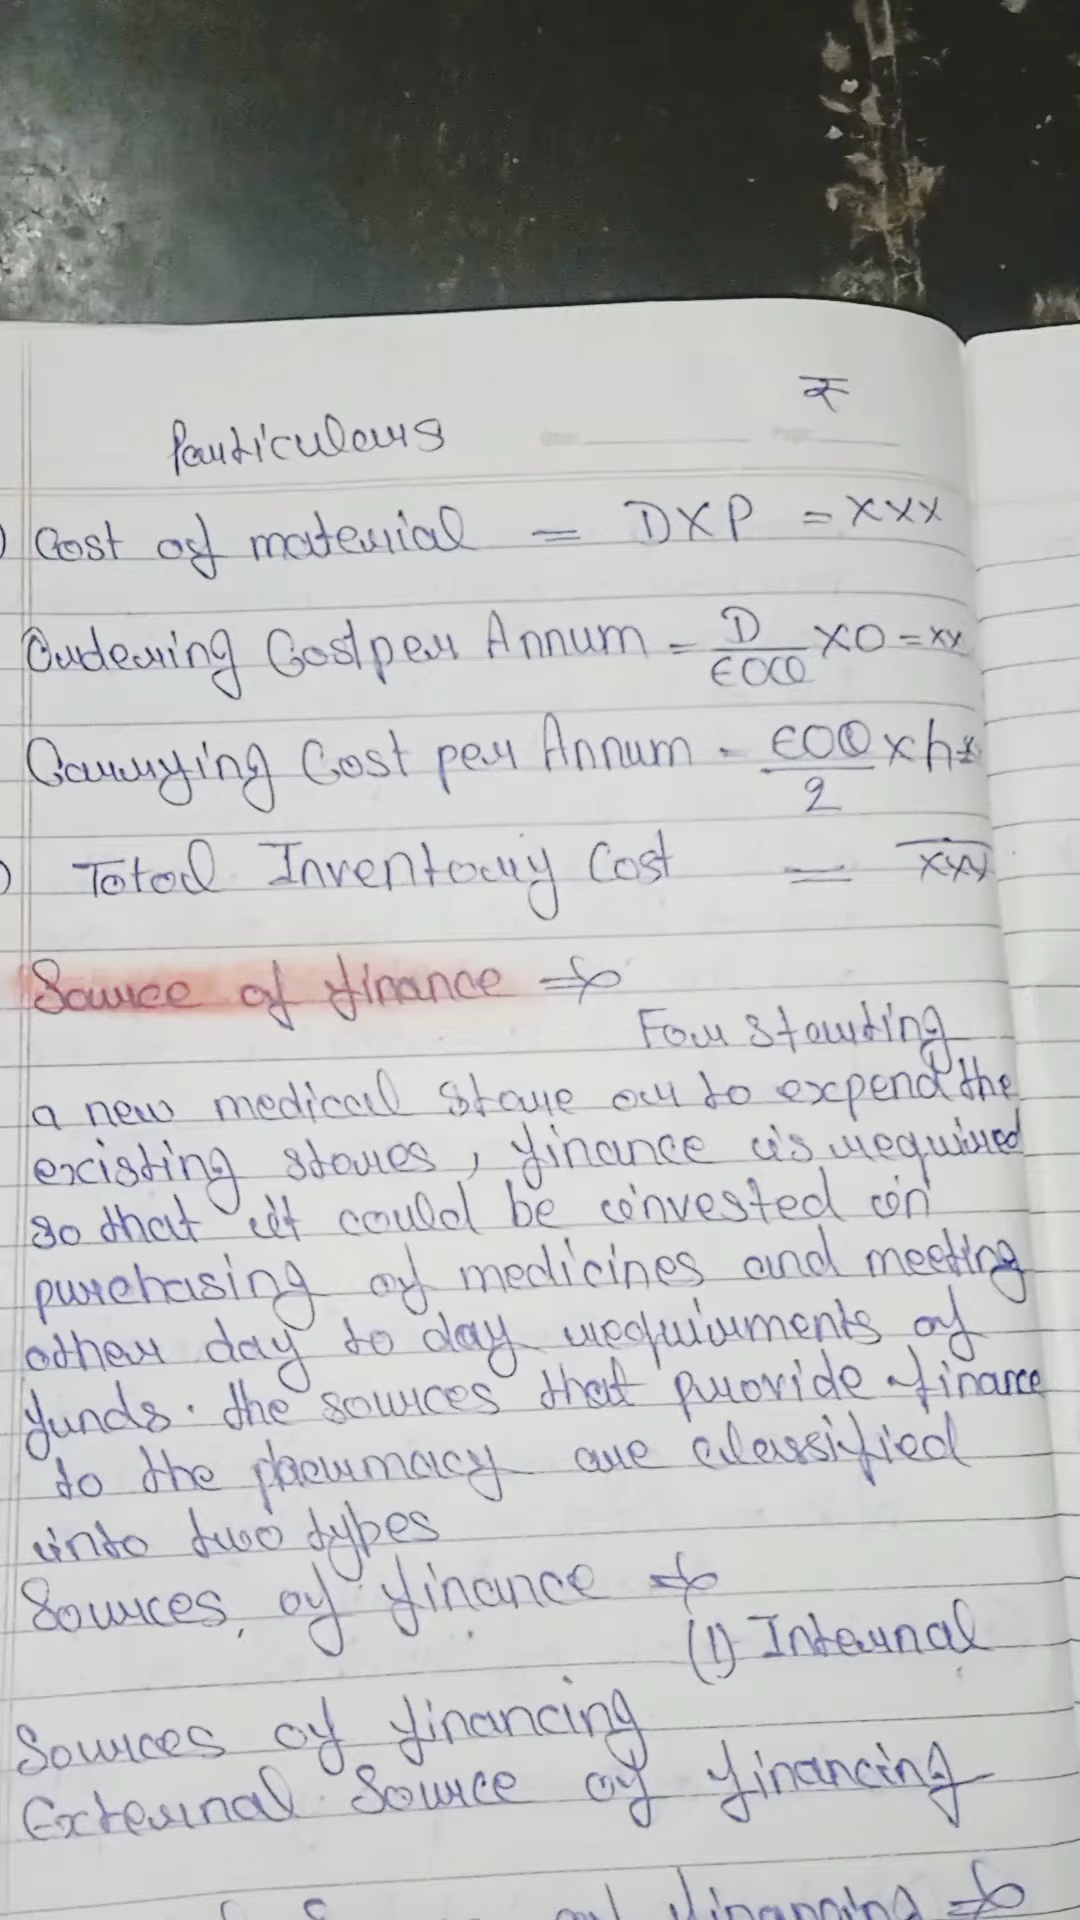 ₹
Particulars
Cost of material = DXP = XXX
Ordering Cost per Annum = D/EOQ XO = XX
Carrying Cost per Annum = EOQ/2 x h =
Total Inventory Cost = XXX
Source of finance =>
For starting
a new medical store or to expend the
existing stores, finance is required
so that it could be invested in
purchasing of medicines and meeting
other day to day requirments of
funds. the sources that provide finance
to the pharmacy are classified
into two types
Sources of finance =>
(1) Internal
Sources of financing
External Source of financing